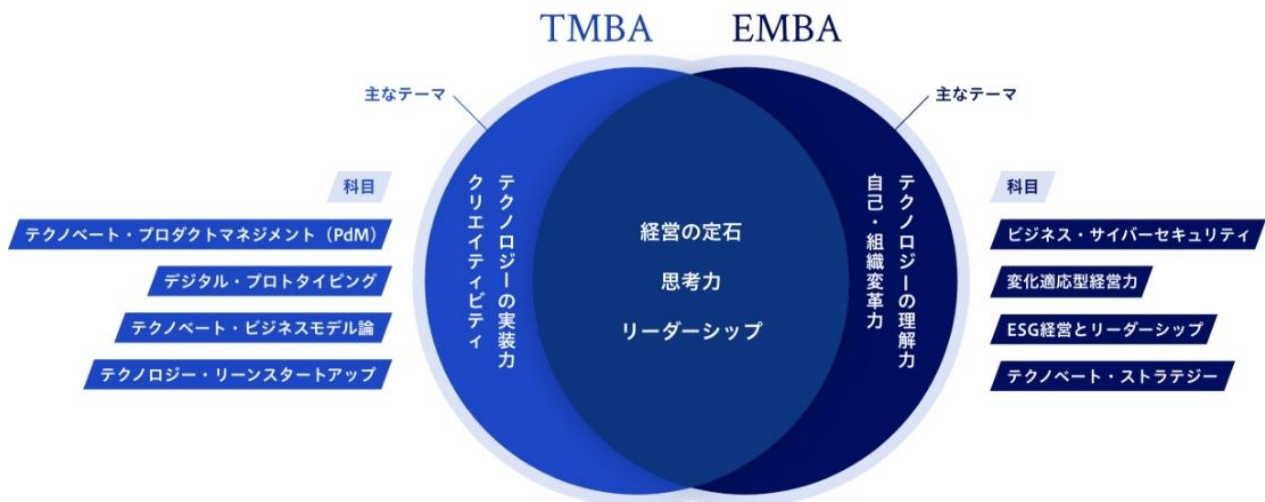 TMBA
EMBA
主なテーマ
主なテーマ
科目
テクノベート・プロダクトマネジメント（PdM）
デジタル・プロトタイピング
テクノベート・ビジネスモデル論
テクノロジー・リーンスタートアップ
テクノロジーの実装力
クリエイティビティ
経営の定石
思考力
リーダーシップ
テクノロジーの理解力
自己・組織変革力
科目
ビジネス・サイバーセキュリティ
変化適応型経営力
ESG経営とリーダーシップ
テクノベート・ストラテジー